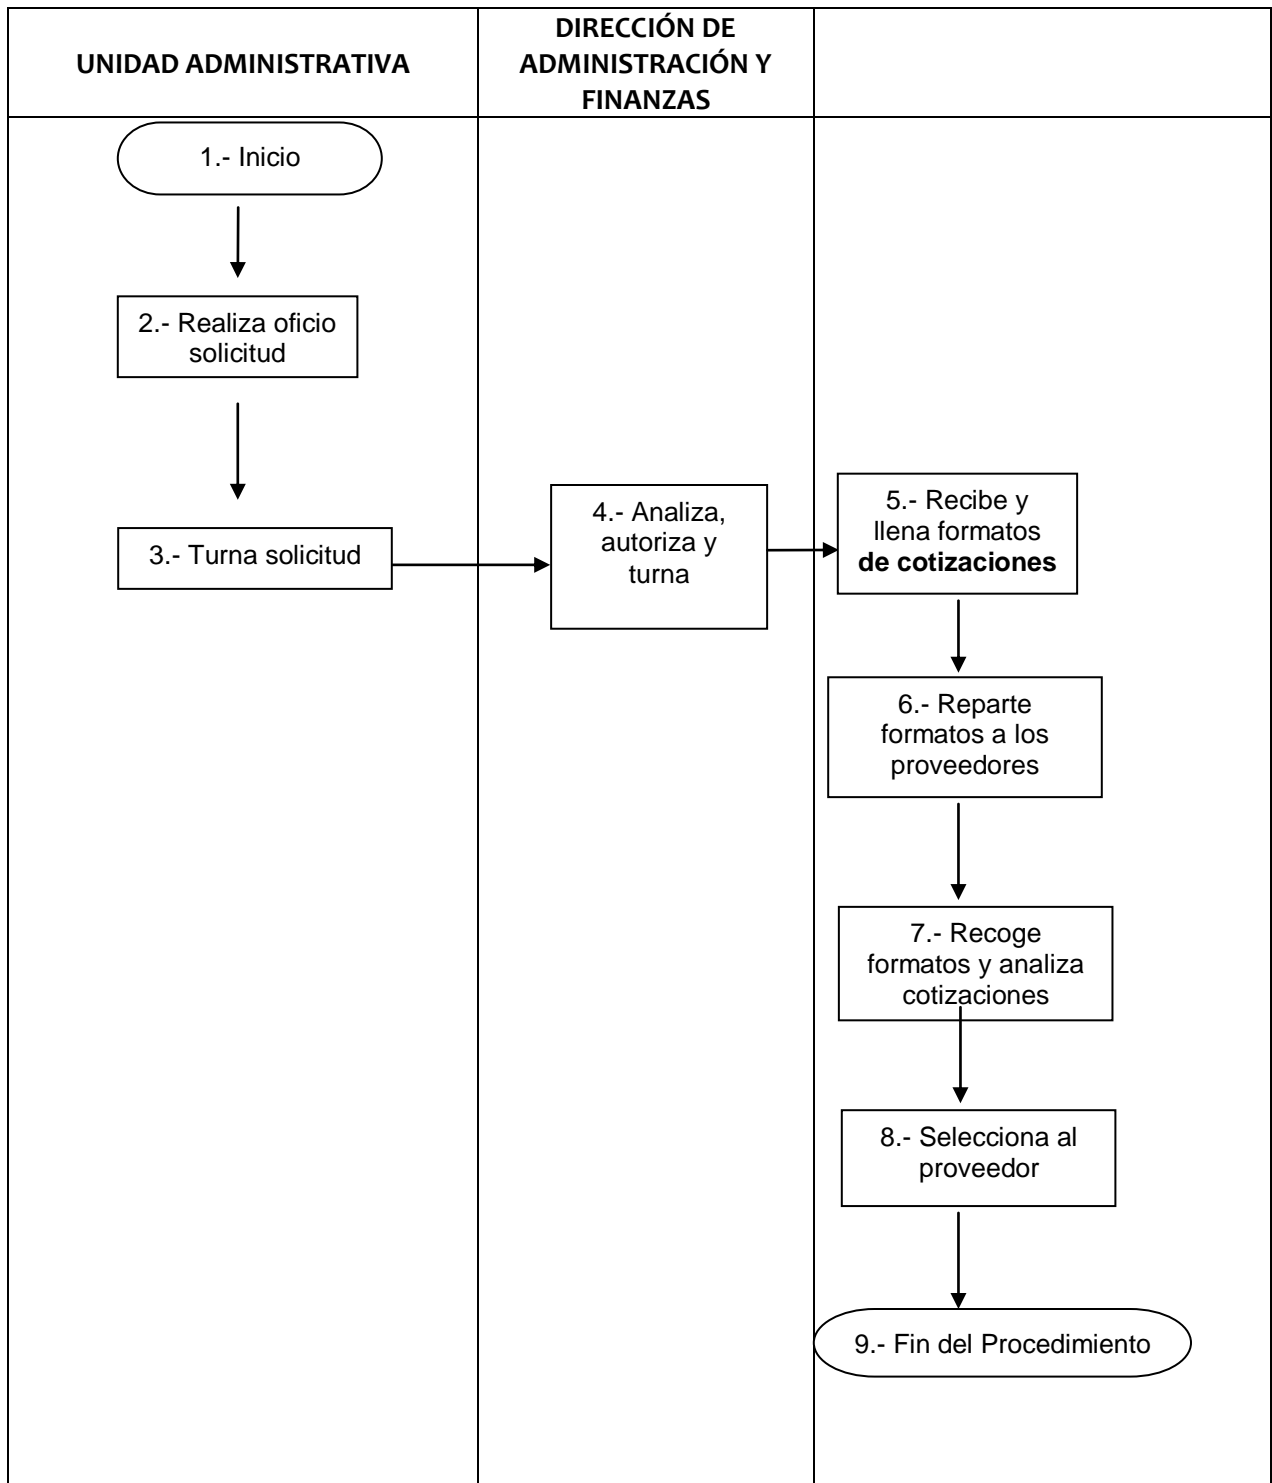 UNIDAD ADMINISTRATIVA
DIRECCIÓN DE
ADMINISTRACIÓN Y
FINANZAS
1.- Inicio
2.- Realiza oficio
solicitud
3.- Turna solicitud
4.- Analiza,
autoriza y
turna
5.- Recibe y
llena formatos
de cotizaciones
6.- Reparte
formatos a los
proveedores
7.- Recoge
formatos y analiza
cotizaciones
8.- Selecciona al
proveedor
9.- Fin del Procedimiento